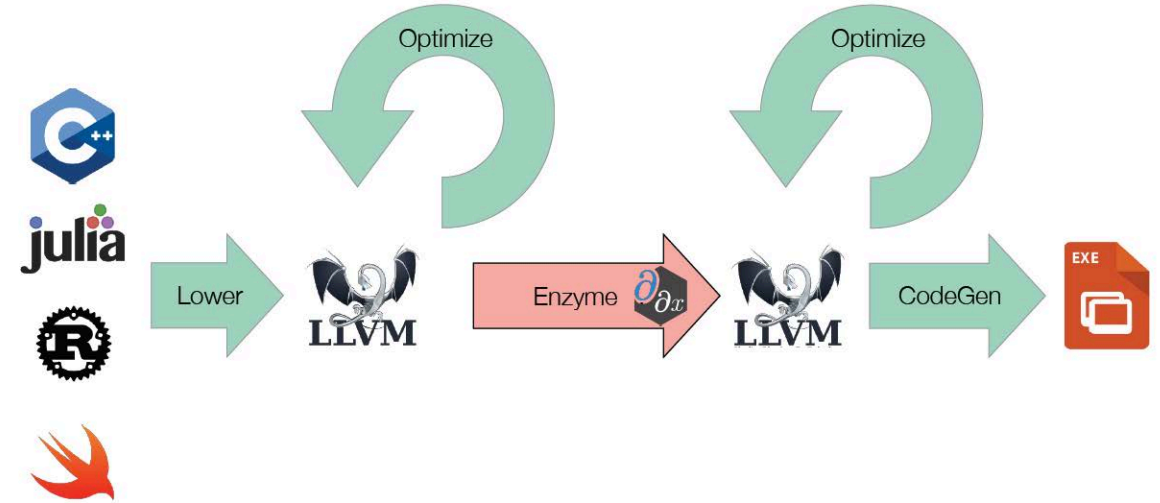 Optimize
Optimize
C++
julia
R
Lower
LLVM
Enzyme
∂
∂x
LLVM
CodeGen
EXE